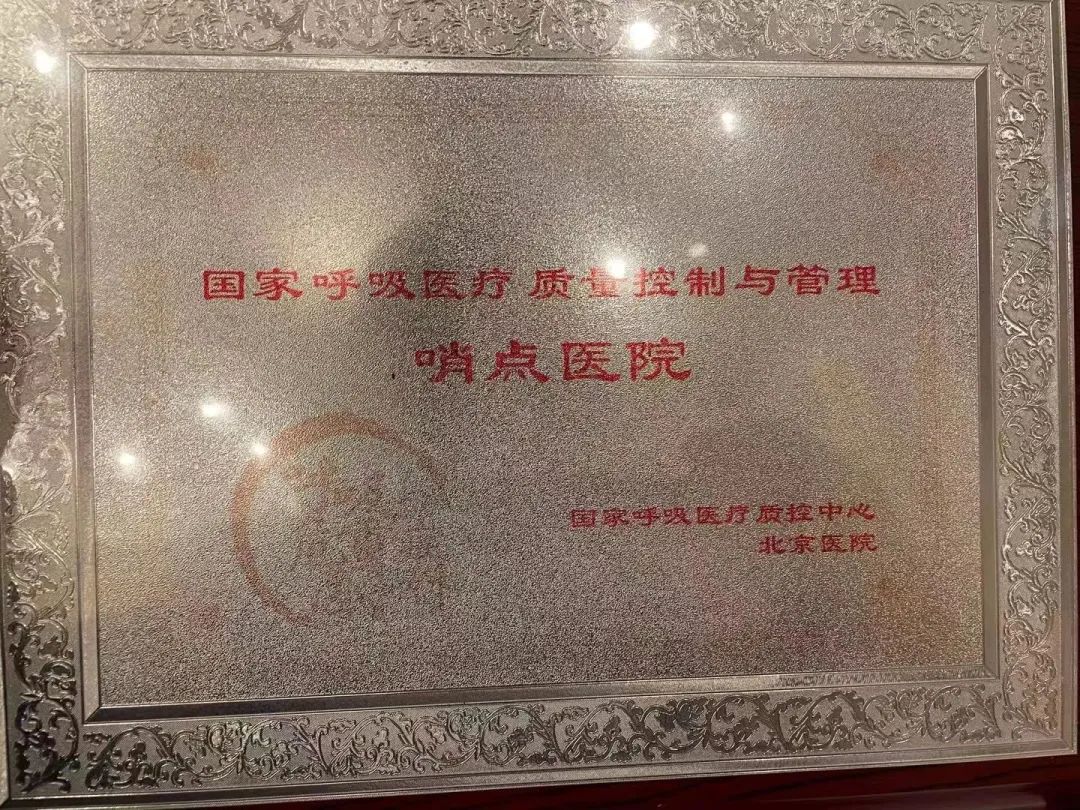 国家呼吸医疗质量控制与管理
哨点医院
国家呼吸医疗质控中心
北京医院